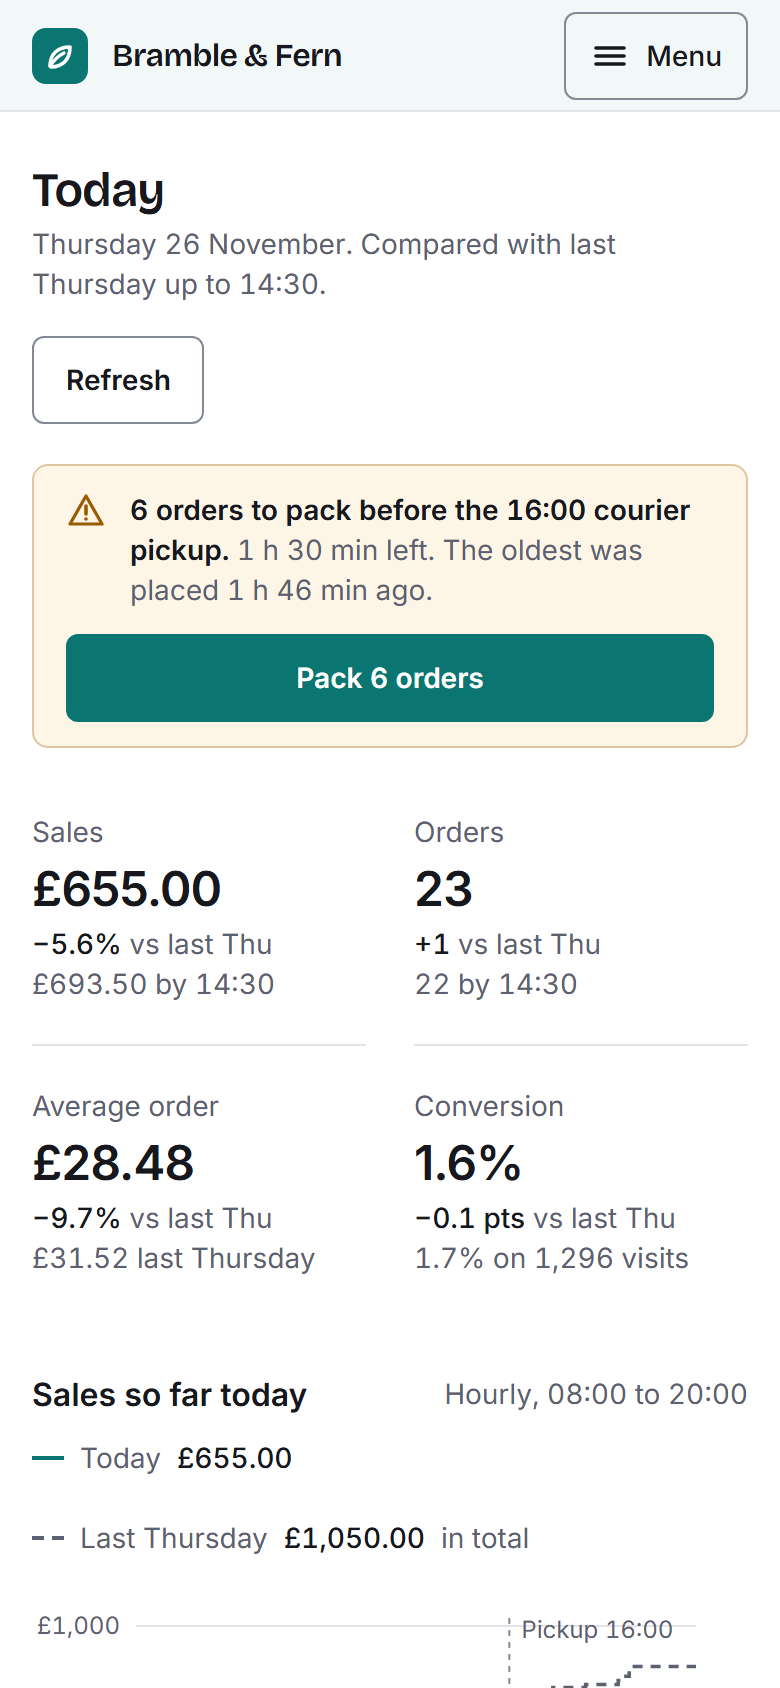 Bramble & Fern
Menu
Today
Thursday 26 November. Compared with last
Thursday up to 14:30.
Refresh
6 orders to pack before the 16:00 courier
pickup. 1 h 30 min left. The oldest was
placed 1 h 46 min ago.
Pack 6 orders
Sales
£655.00
−5.6% vs last Thu
£693.50 by 14:30
Orders
23
+1 vs last Thu
22 by 14:30
Average order
£28.48
−9.7% vs last Thu
£31.52 last Thursday
Conversion
1.6%
−0.1 pts vs last Thu
1.7% on 1,296 visits
Sales so far today
Hourly, 08:00 to 20:00
Today £655.00
Last Thursday £1,050.00 in total
£1,000
Pickup 16:00